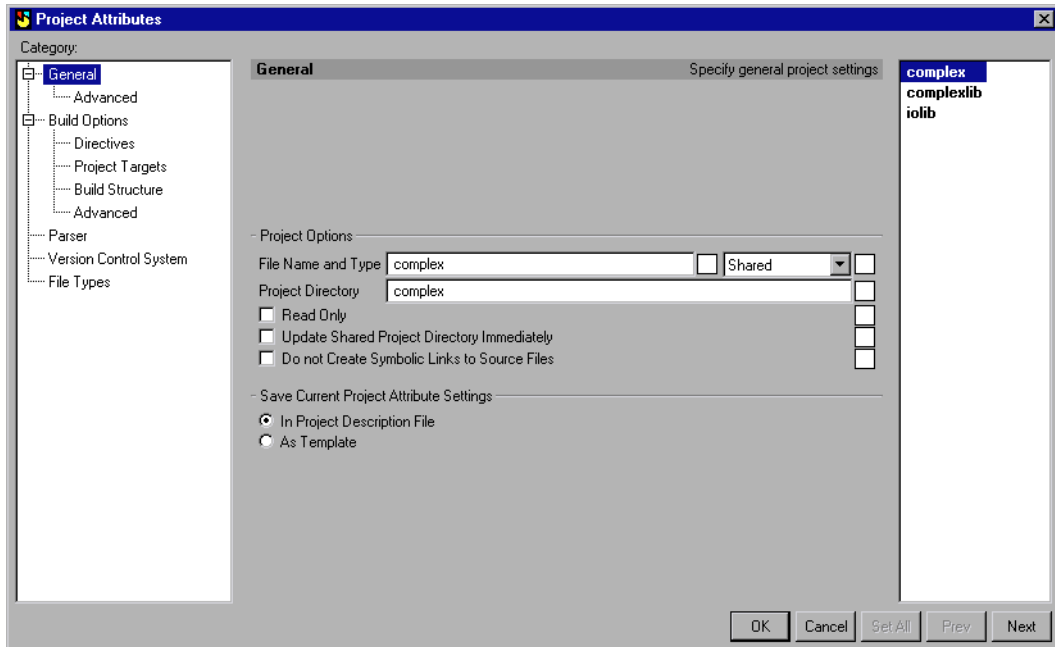 Project Attributes
Category:
General
Advanced
Build Options
Directives
Project Targets
Build Structure
Advanced
Parser
Version Control System
File Types
General Specify general project settings
Project Options
File Name and Type complex Shared
Project Directory complex
Read Only
Update Shared Project Directory Immediately
Do not Create Symbolic Links to Source Files
Save Current Project Attribute Settings
In Project Description File
As Template
complex
complexlib
iolib
OK Cancel Set All Prev Next